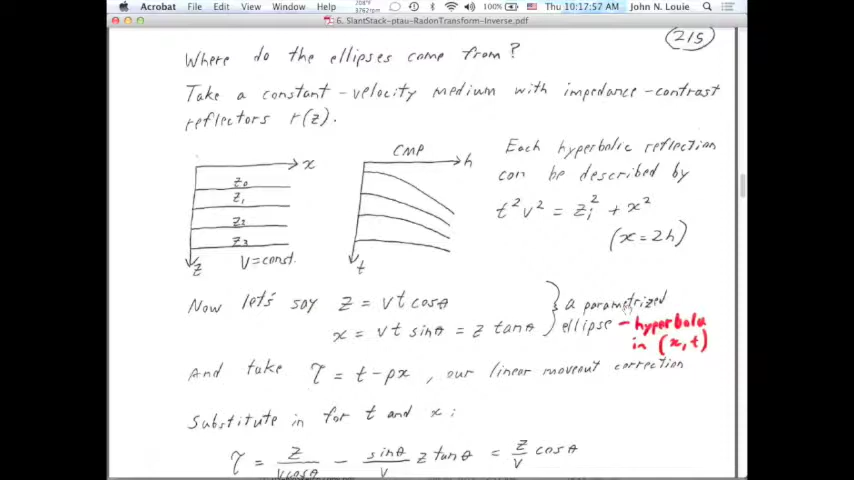 Acrobat File Edit View Window Help 100% Thu 10:17:57 AM John N. Louie
6. SlantStack-ptau-RadonTransform-Inverse.pdf
215
Where do the ellipses come from?
Take a constant-velocity medium with impedance-contrast
reflectors r(z).
x
z0
z1
z2
z3
z
V=const.
CMP
h
t
Each hyperbolic reflection
can be described by
t²v² = zi² + x²
(x=2h)
Now let's say z = vt cosθ
x = vt sinθ = z tanθ
} a parametrized
ellipse - hyperbola
in (x,t)
And take τ = t-px, our linear moveout correction
Substitute in for t and x:
τ = z/vcosθ - sinθ/v z tanθ = z/v cosθ